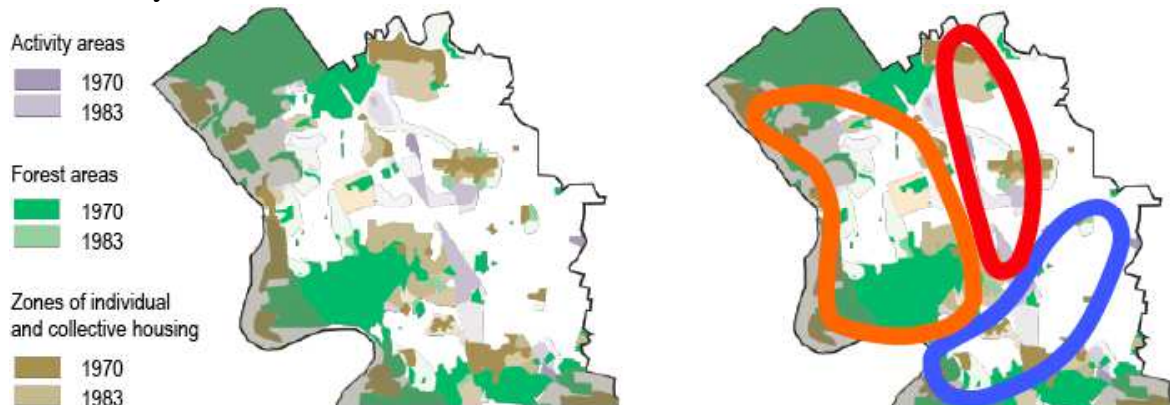 Activity areas
1970
1983
Forest areas
1970
1983
Zones of individual
and collective housing
1970
1983